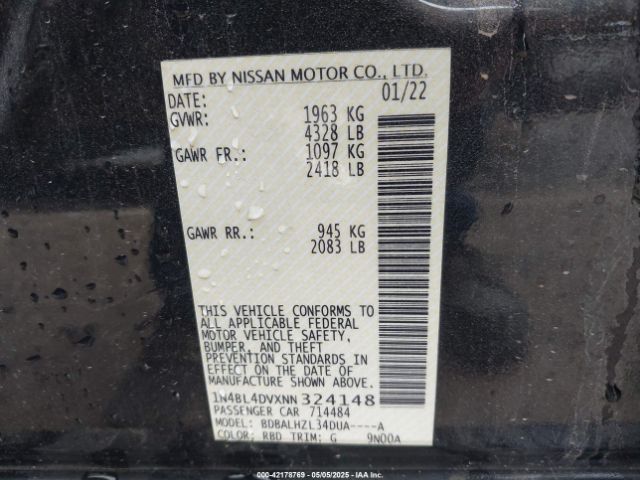 MFD BY NISSAN MOTOR CO., LTD.
DATE: 01/22
GVWR: 1963 KG
4328 LB
GAWR FR.: 1097 KG
2418 LB
GAWR RR.: 945 KG
2083 LB
THIS VEHICLE CONFORMS TO
ALL APPLICABLE FEDERAL
MOTOR VEHICLE SAFETY,
BUMPER, AND THEFT
PREVENTION STANDARDS IN
EFFECT ON THE DATE OF
MANUFACTURE SHOWN ABOVE.
1N4BL4DVXNN324148
PASSENGER CAR 714484
MODEL: BDBALHZL34DUA----A
COLOR: RBD TRIM: G 9N00A
000-42178769 - 05/05/2025 - IAAI.COM